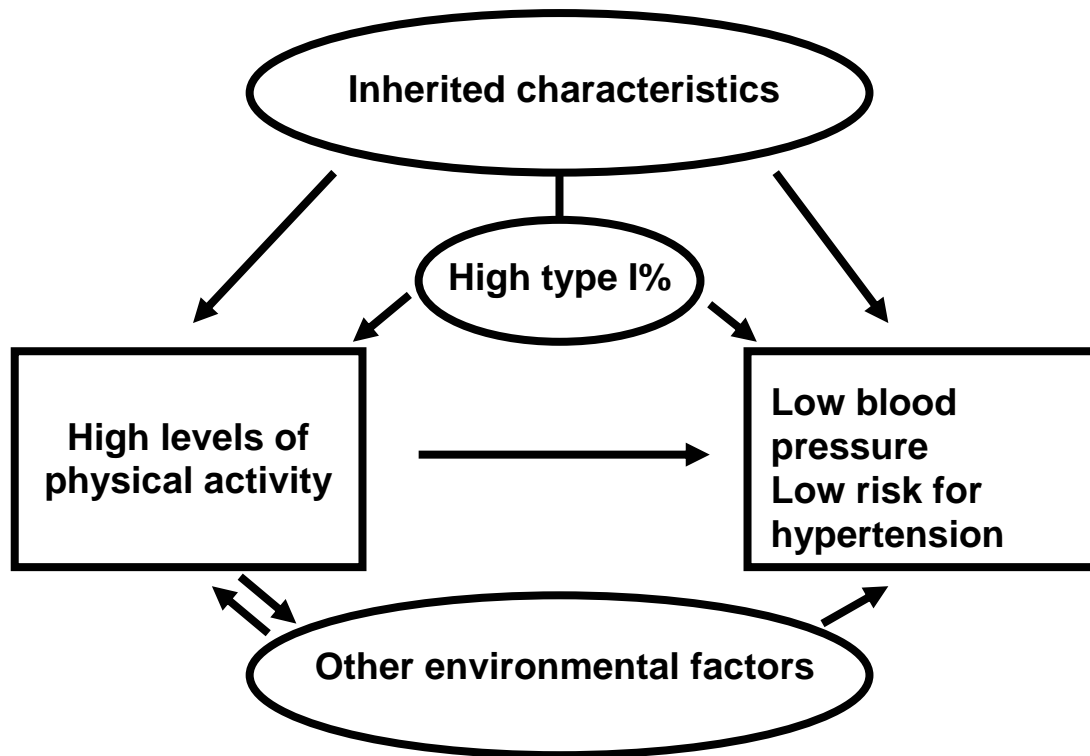 Inherited characteristics
High type I%
High levels of
physical activity
Low blood
pressure
Low risk for
hypertension
Other environmental factors